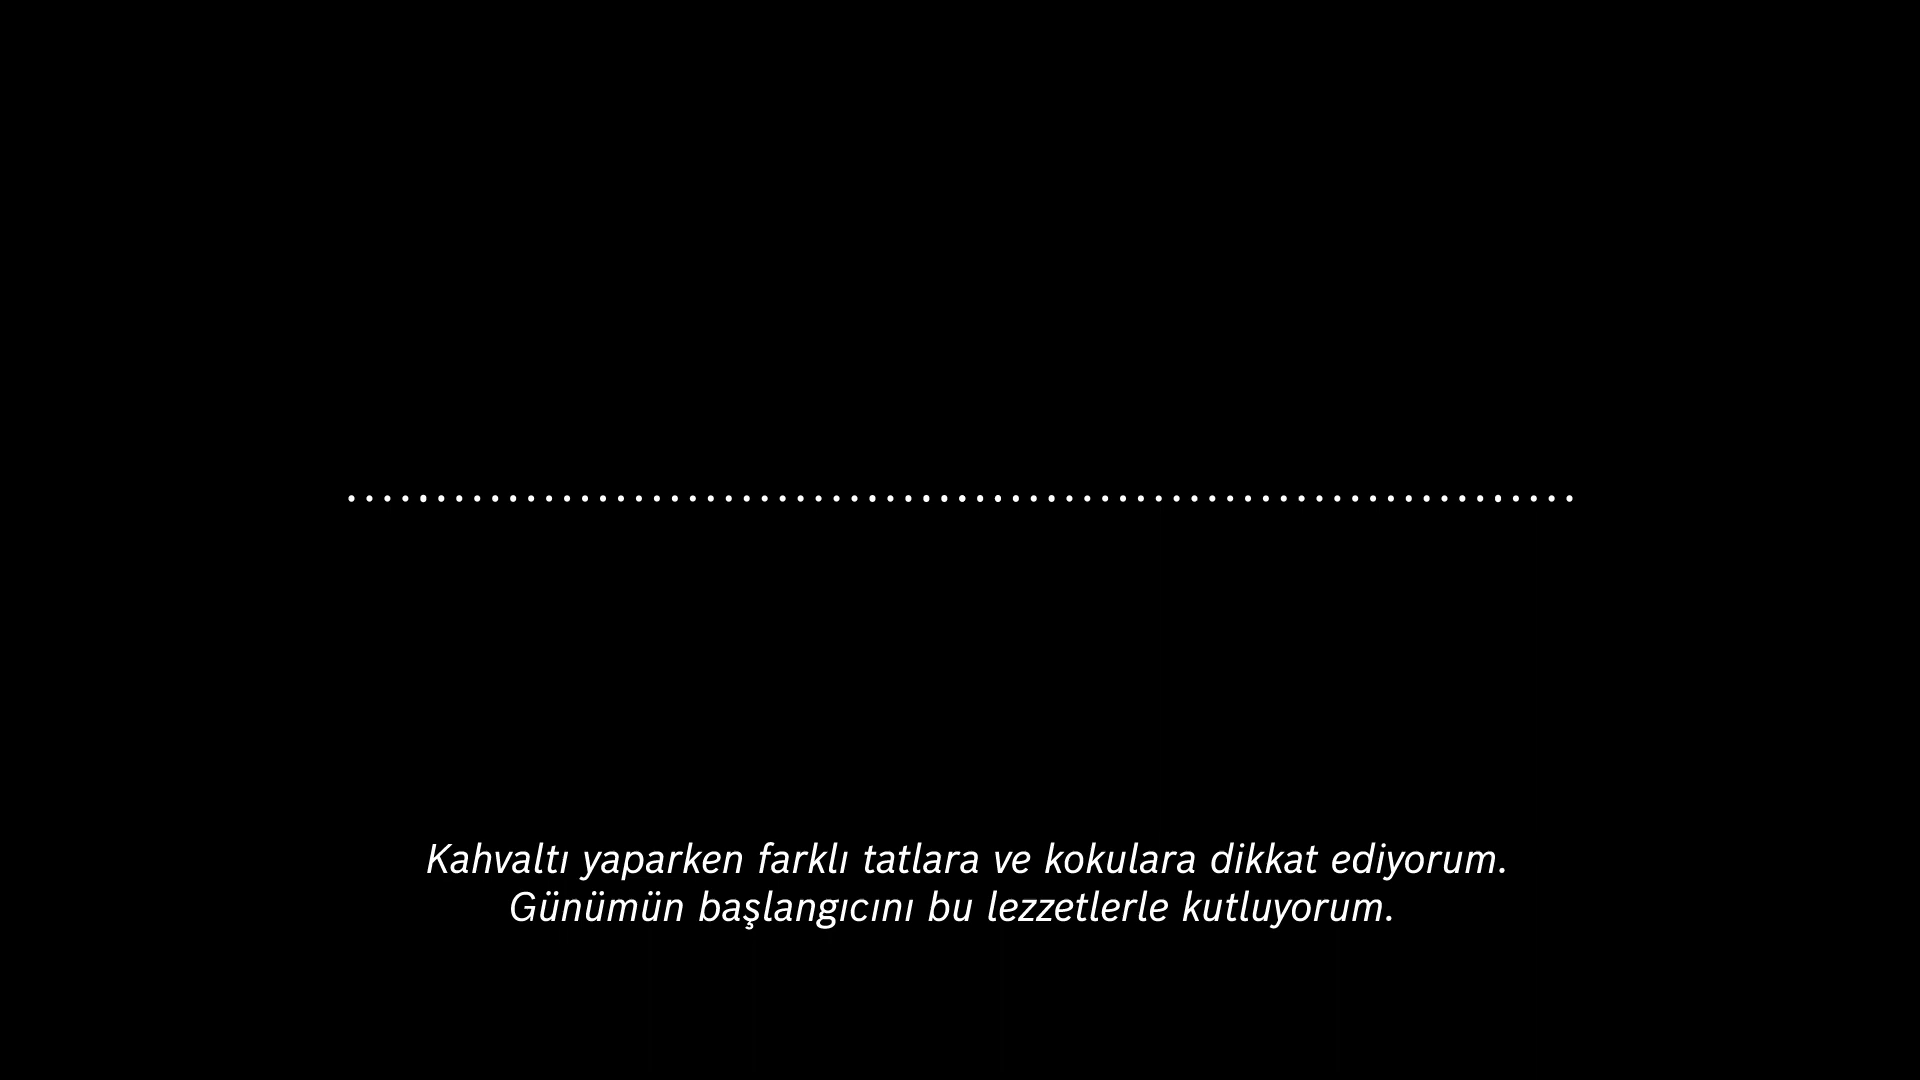 Kahvaltı yaparken farklı tatlara ve kokulara dikkat ediyorum.
Günümün başlangıcını bu lezzetlerle kutluyorum.